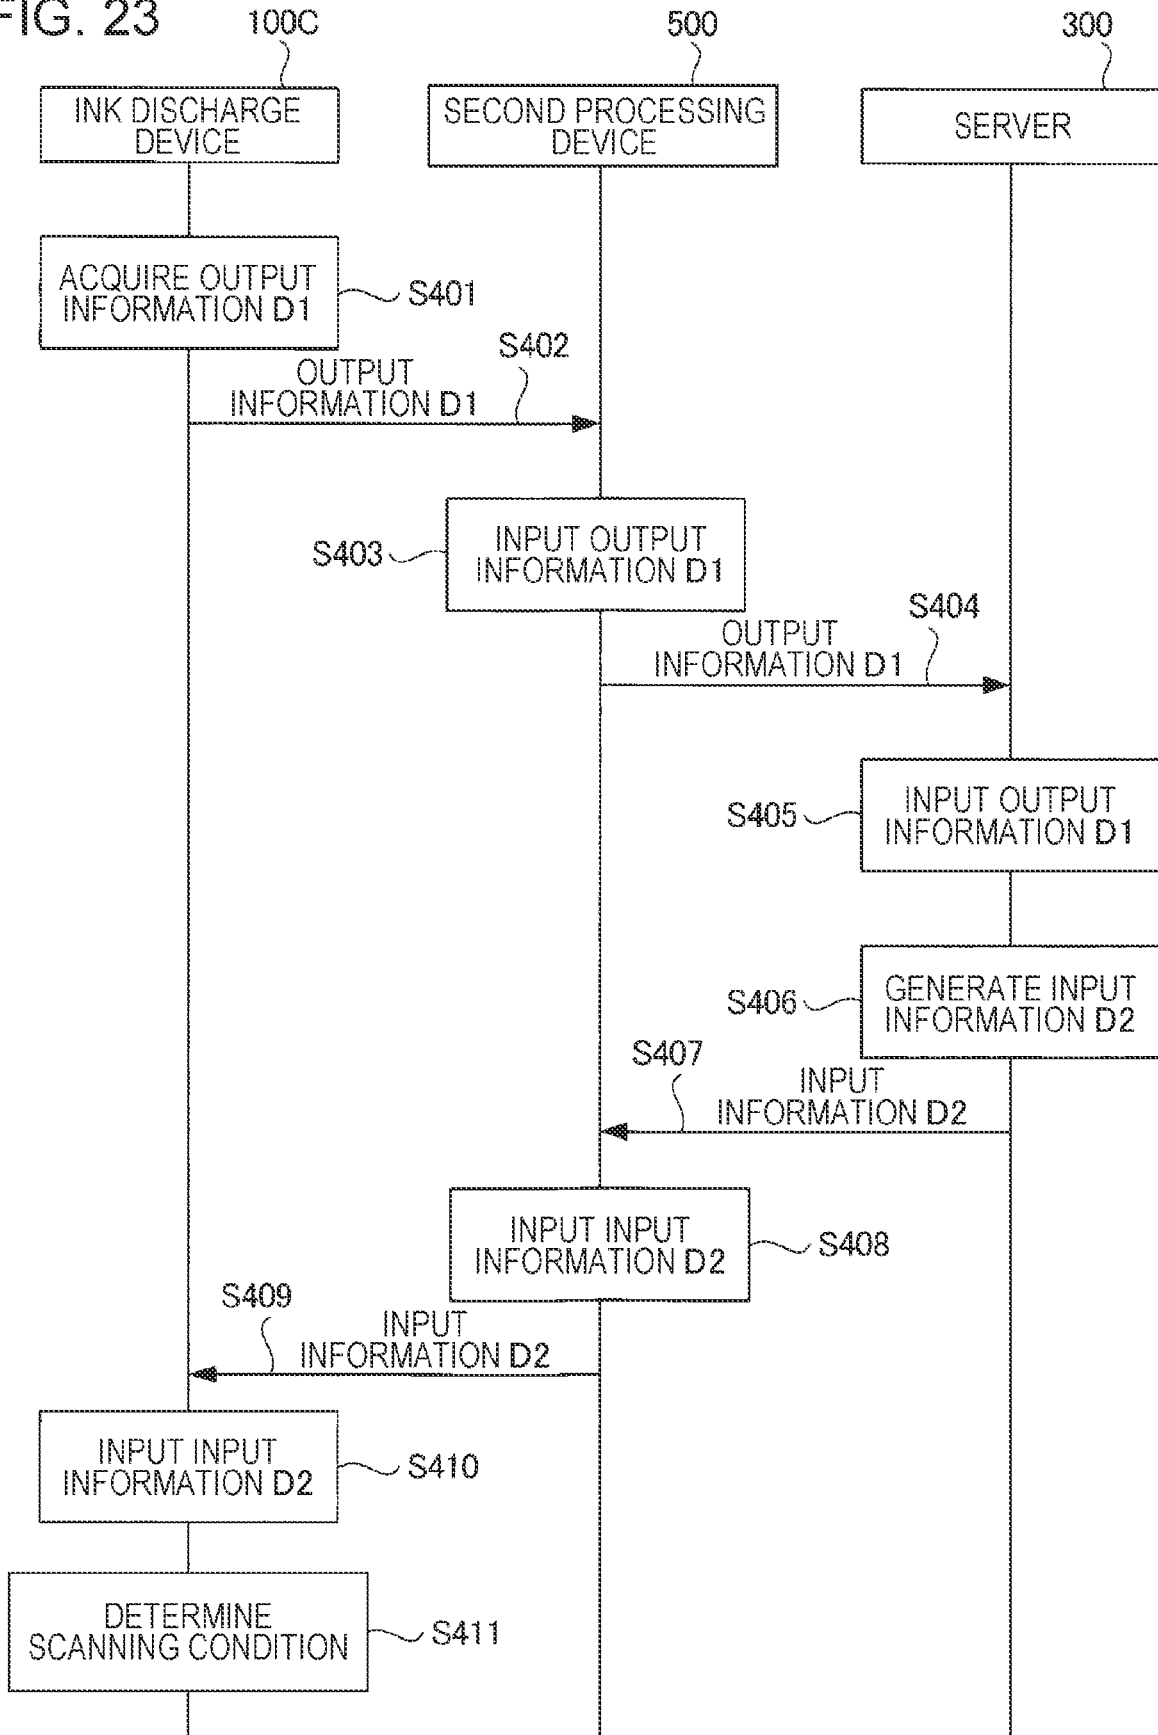 FIG. 23
100C
500
300
INK DISCHARGE
DEVICE
SECOND PROCESSING
DEVICE
SERVER
ACQUIRE OUTPUT
INFORMATION D1
S401
S402
OUTPUT
INFORMATION D1
S403
INPUT OUTPUT
INFORMATION D1
S404
OUTPUT
INFORMATION D1
S405
INPUT OUTPUT
INFORMATION D1
S406
GENERATE INPUT
INFORMATION D2
S407
INPUT
INFORMATION D2
INPUT INPUT
INFORMATION D2
S408
S409
INPUT
INFORMATION D2
INPUT INPUT
INFORMATION D2
S410
DETERMINE
SCANNING CONDITION
S411